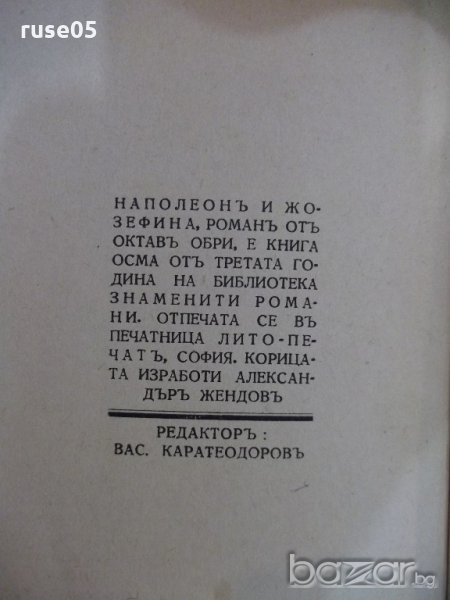 ruse05
НАПОЛЕОНЪ И ЖО-
ЗЕФИНА, РОМАНЪ ОТЪ
ОКТАВЪ ОБРИ, Е КНИГА
ОСМА ОТЪ ТРЕТАТА ГО-
ДИНА НА БИБЛИОТЕКА
ЗНАМЕНИТИ РОМА-
НИ. ОТПЕЧАТА СЕ ВЪ
ПЕЧАТНИЦА ЛИТО-ПЕ-
ЧАТЪ, СОФИЯ. КОРИЦА-
ТА ИЗРАБОТИ АЛЕКСАН-
ДЪРЪ ЖЕНДОВЪ
РЕДАКТОРЪ :
ВАС. КАРАТЕОДОРОВЪ
bazar.bg